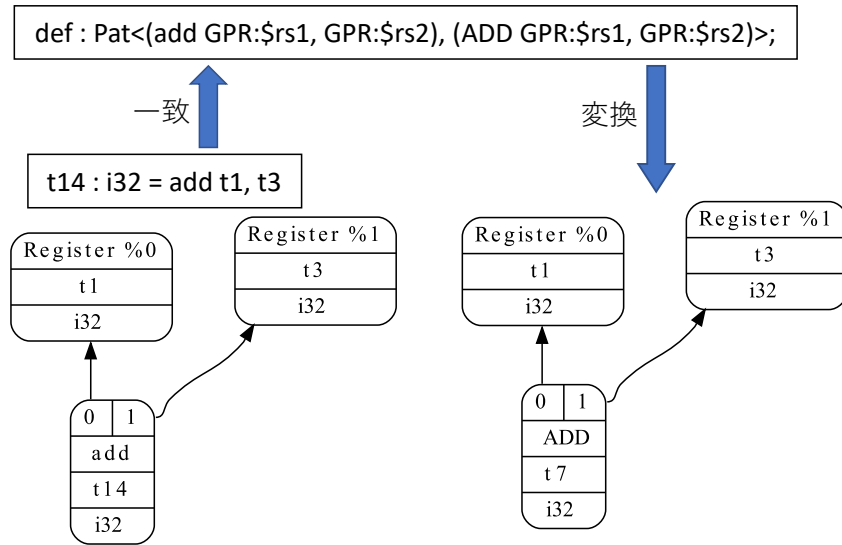 def : Pat<(add GPR:$rs1, GPR:$rs2), (ADD GPR:$rs1, GPR:$rs2)>;
一致
変換
t14 : i32 = add t1, t3
Register %0
t1
i32
Register %1
t3
i32
0 1
add
t14
i32
Register %0
t1
i32
Register %1
t3
i32
0 1
ADD
t7
i32